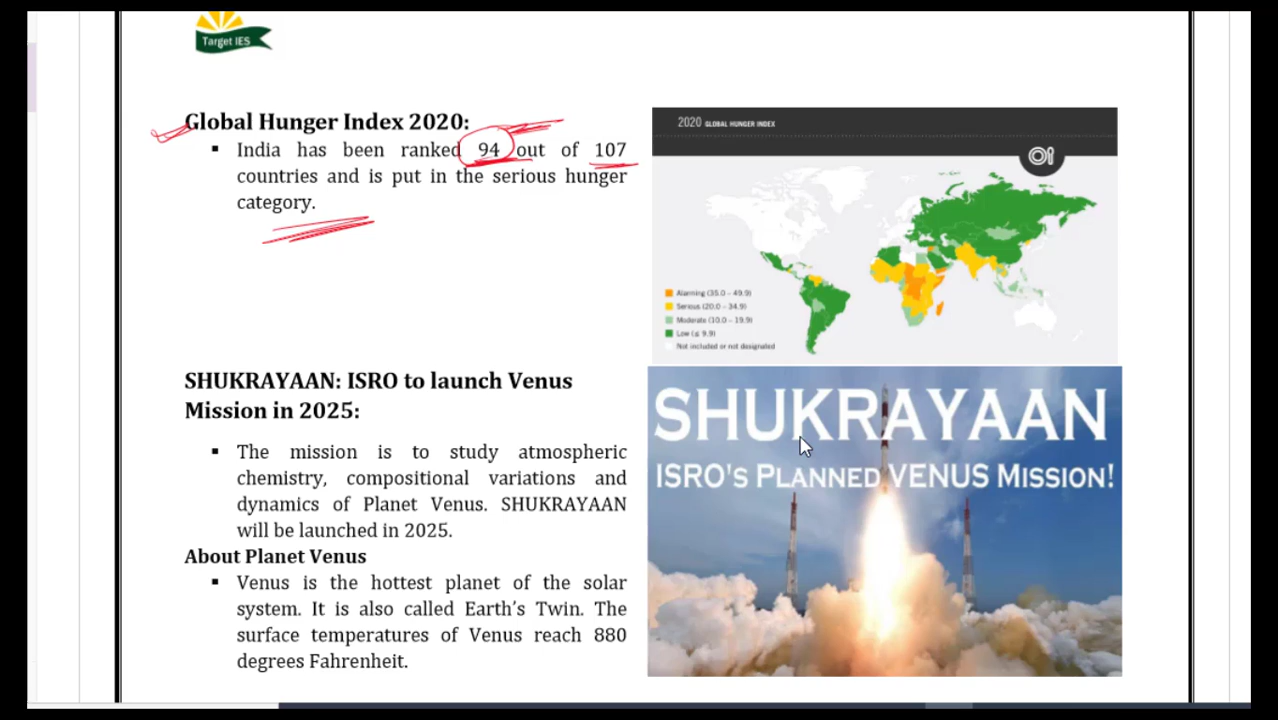 Target IES
Global Hunger Index 2020:
▪ India has been ranked 94 out of 107
countries and is put in the serious hunger
category.
2020 GLOBAL HUNGER INDEX
Alarming (35.0 – 49.9)
Serious (20.0 – 34.9)
Moderate (10.0 – 19.9)
Low (≤ 9.9)
Not included or not designated
SHUKRAYAAN: ISRO to launch Venus
Mission in 2025:
▪ The mission is to study atmospheric
chemistry, compositional variations and
dynamics of Planet Venus. SHUKRAYAAN
will be launched in 2025.
About Planet Venus
▪ Venus is the hottest planet of the solar
system. It is also called Earth’s Twin. The
surface temperatures of Venus reach 880
degrees Fahrenheit.
SHUKRAYAAN
ISRO'S PLANNED VENUS MISSION!